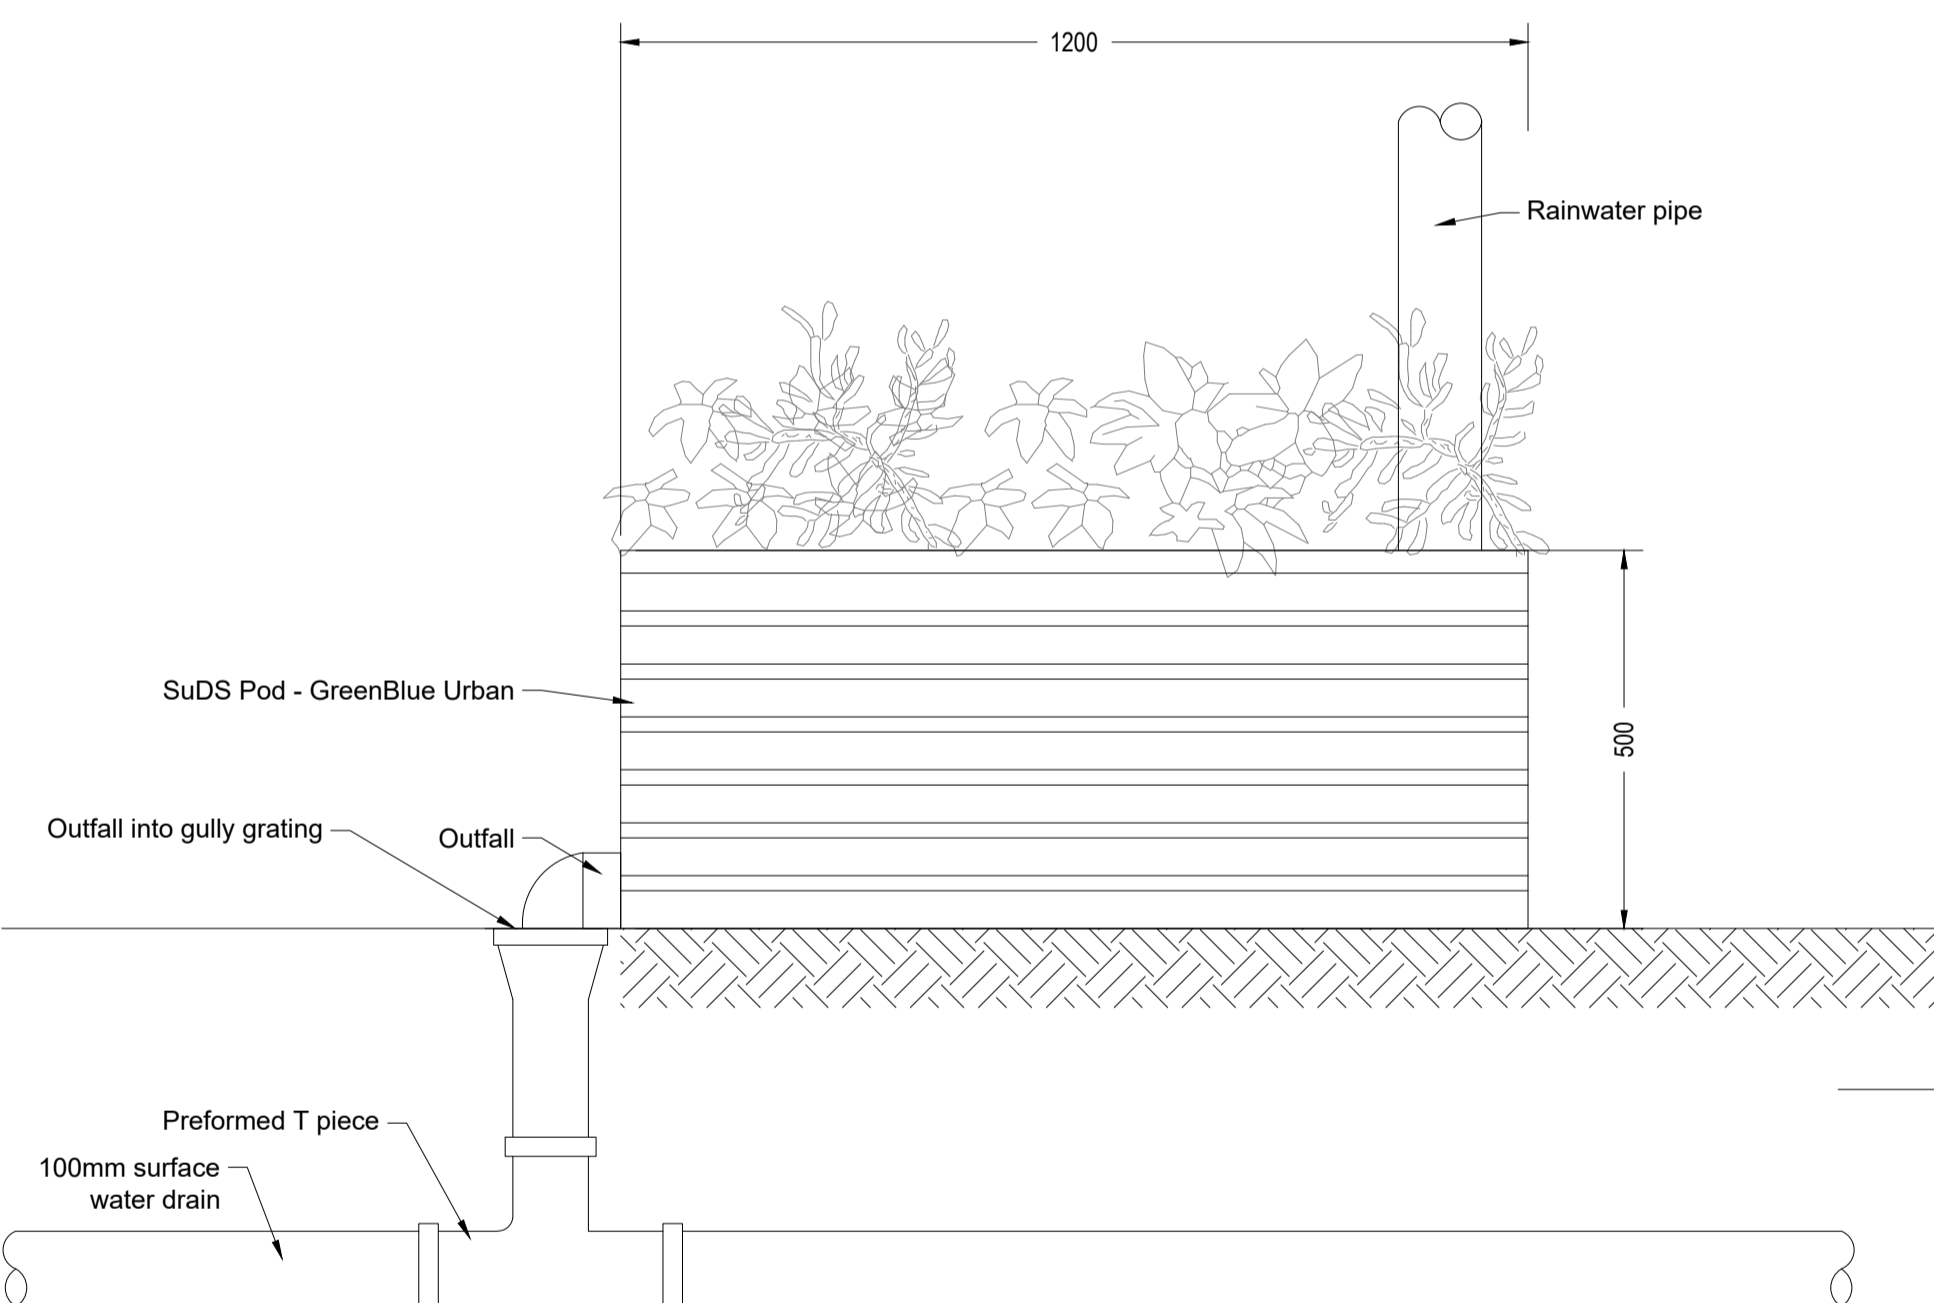 1200
Rainwater pipe
SuDS Pod - GreenBlue Urban
500
Outfall into gully grating
Outfall
Preformed T piece
100mm surface
water drain